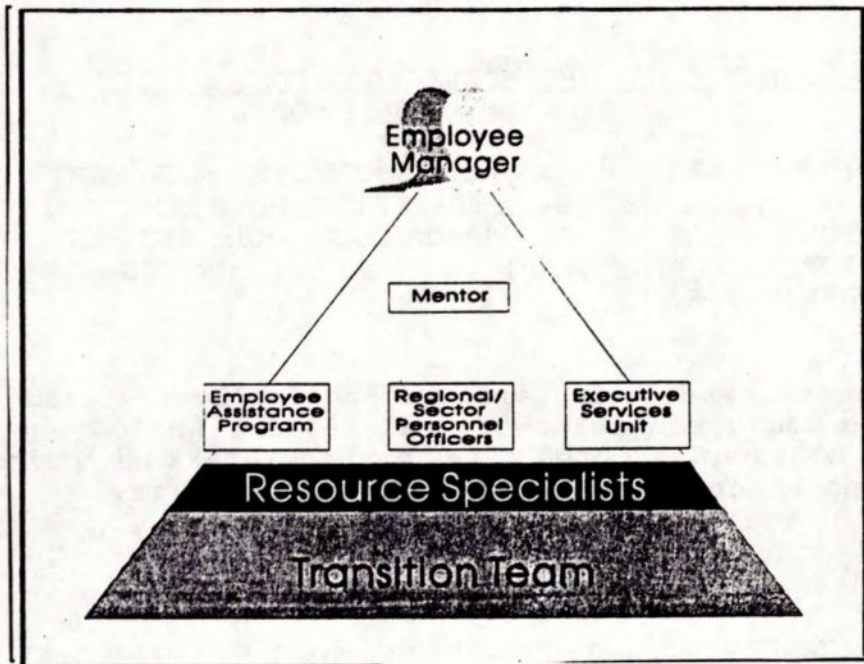 Employee
Manager
Mentor
Employee
Assistance
Program
Regional/
Sector
Personnel
Officers
Executive
Services
Unit
Resource Specialists
Transition Team